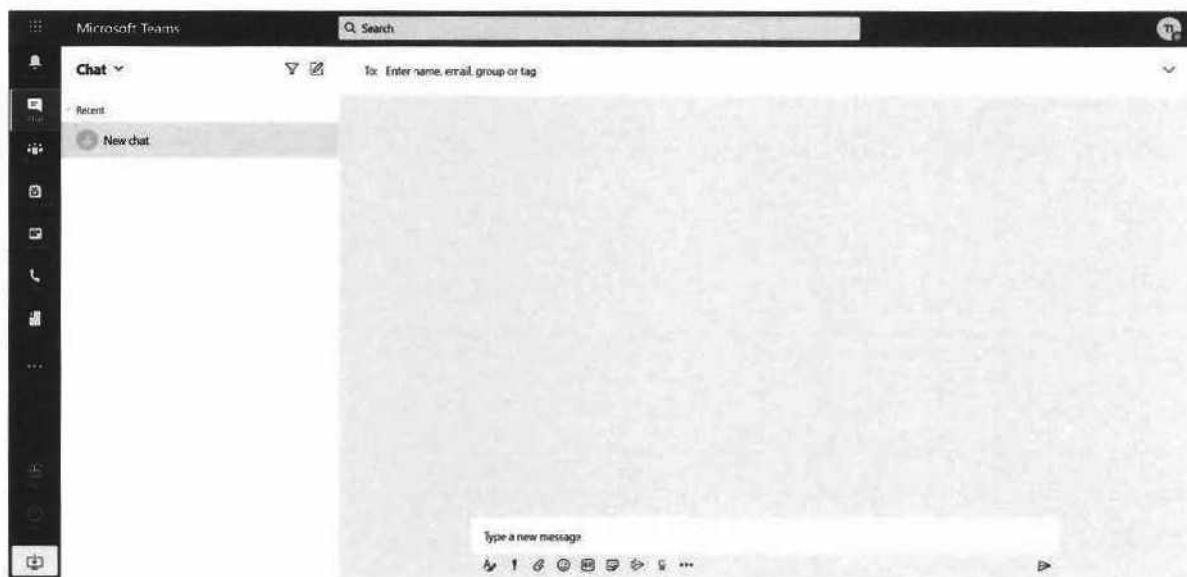 Microsoft Teams
Search
Chat
To: Enter name, email, group or tag
Recent
New chat
Type a new message